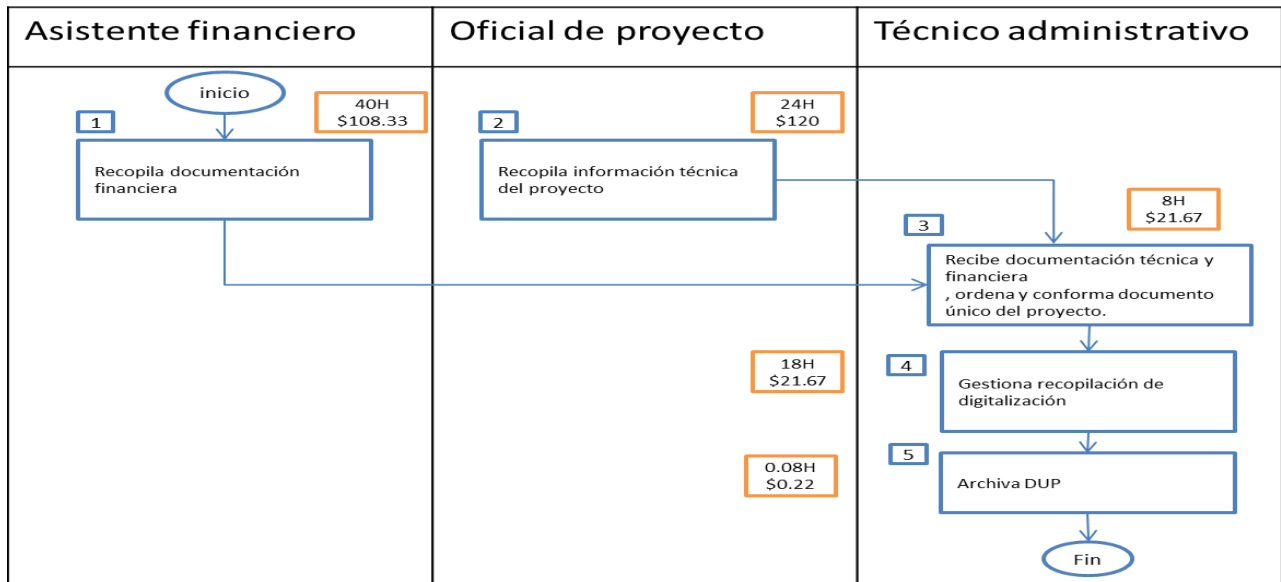 Asistente financiero
Oficial de proyecto
Técnico administrativo
inicio
40H
$108.33
1
Recopila documentación
financiera
24H
$120
2
Recopila información técnica
del proyecto
8H
$21.67
3
Recibe documentación técnica y
financiera
, ordena y conforma documento
único del proyecto.
18H
$21.67
4
Gestiona recopilación de
digitalización
0.08H
$0.22
5
Archiva DUP
Fin